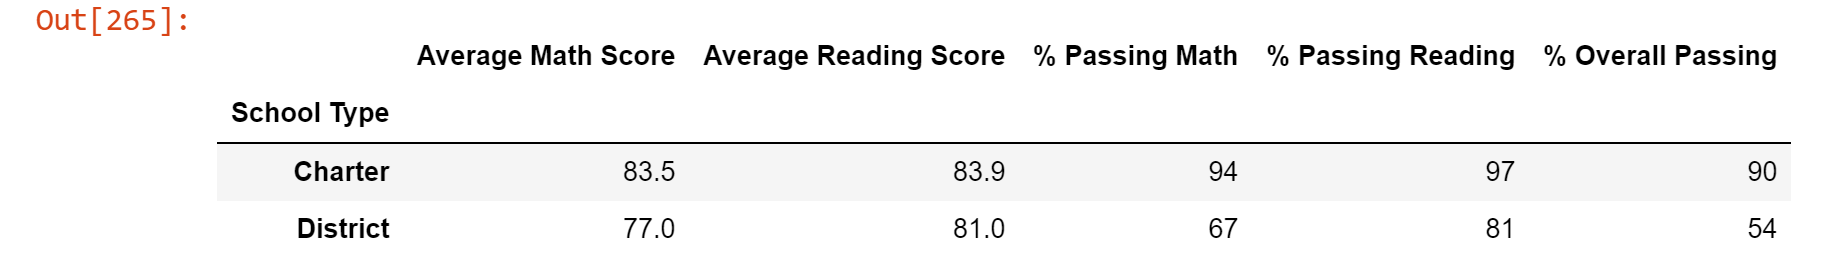 Out[265]:
Average Math Score Average Reading Score % Passing Math % Passing Reading % Overall Passing
School Type
Charter 83.5 83.9 94 97 90
District 77.0 81.0 67 81 54